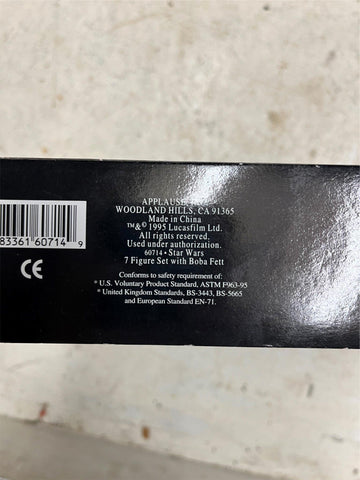 APPLAUSE
WOODLAND HILLS, CA 91365
Made in China
TM&© 1995 Lucasfilm Ltd.
All rights reserved.
Used under authorization.
60714 • Star Wars
7 Figure Set with Boba Fett
83361 60714 9
CE
Conforms to safety requirement of:
* U.S. Voluntary Product Standard, ASTM F963-95
* United Kingdom Standards, BS-3443, BS-5665
and European Standard EN-71.